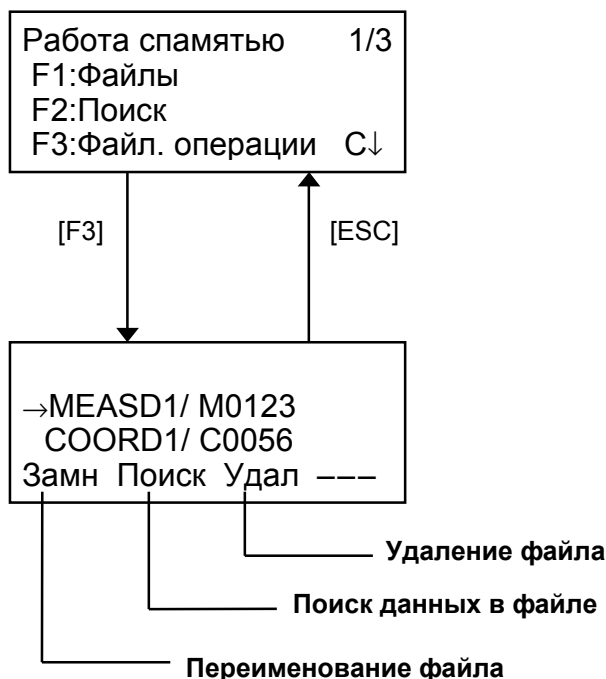 Работа спамятью 1/3
F1:Файлы
F2:Поиск
F3:Файл. операции С↓
[F3] [ESC]
→MEASD1/ M0123
COORD1/ C0056
Замн Поиск Удал –––
Удаление файла
Поиск данных в файле
Переименование файла